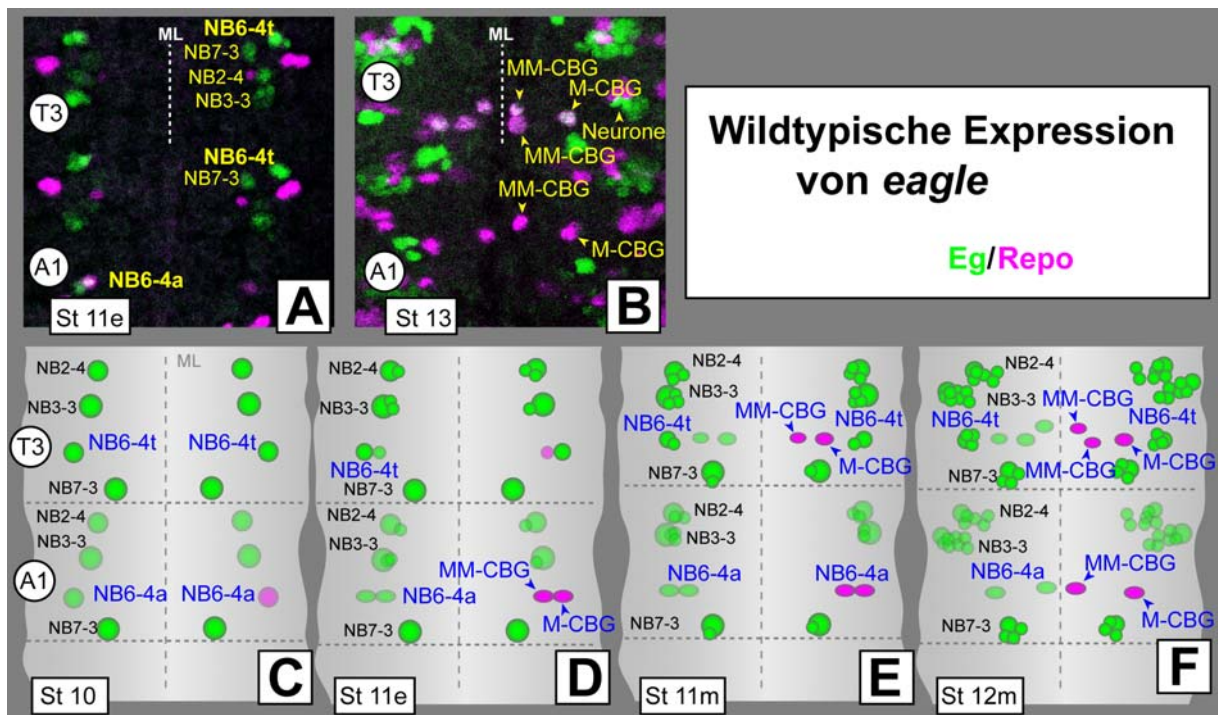 ML
NB6-4t
NB7-3
NB2-4
NB3-3
T3
NB6-4t
NB7-3
A1
NB6-4a
St 11e
A
ML
MM-CBG
M-CBG
T3
Neurone
MM-CBG
MM-CBG
M-CBG
A1
St 13
B
Wildtypische Expression
von eagle
Eg/Repo
NB2-4
ML
NB3-3
T3
NB6-4t
NB6-4t
NB7-3
NB2-4
NB3-3
A1
NB6-4a
NB6-4a
NB7-3
St 10
C
NB2-4
NB3-3
NB6-4t
NB7-3
NB2-4
NB3-3
MM-CBG
NB6-4a
M-CBG
NB7-3
St 11e
D
NB2-4
NB3-3
MM-CBG
NB6-4t
NB6-4t
M-CBG
NB7-3
NB2-4
NB3-3
NB6-4a
NB6-4a
NB7-3
St 11m
E
NB2-4
NB3-3
MM-CBG
NB6-4t
NB6-4t
MM-CBG
M-CBG
NB7-3
NB2-4
NB3-3
NB6-4a
MM-CBG
M-CBG
NB7-3
St 12m
F